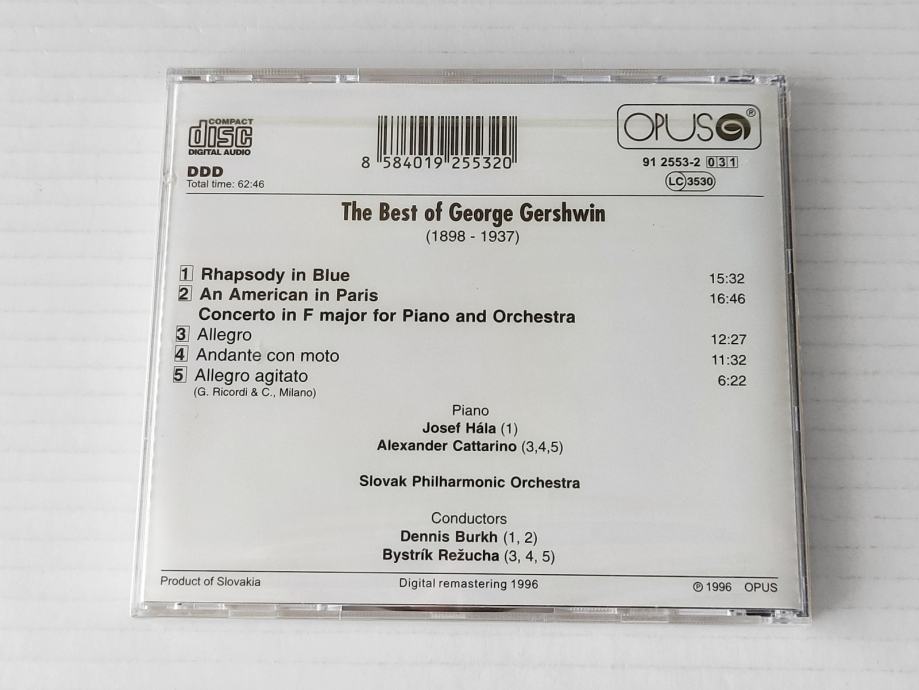 COMPACT
disc
DIGITAL AUDIO
DDD
Total time: 62:46
8 584019 255320
OPUS ®
91 2553-2 031
LC 3530
The Best of George Gershwin
(1898 - 1937)
1 Rhapsody in Blue 15:32
2 An American in Paris 16:46
Concerto in F major for Piano and Orchestra
3 Allegro 12:27
4 Andante con moto 11:32
5 Allegro agitato 6:22
(G. Ricordi & C., Milano)
Piano
Josef Hála (1)
Alexander Cattarino (3,4,5)
Slovak Philharmonic Orchestra
Conductors
Dennis Burkh (1, 2)
Bystrík Režucha (3, 4, 5)
Product of Slovakia Digital remastering 1996 ℗ 1996 OPUS